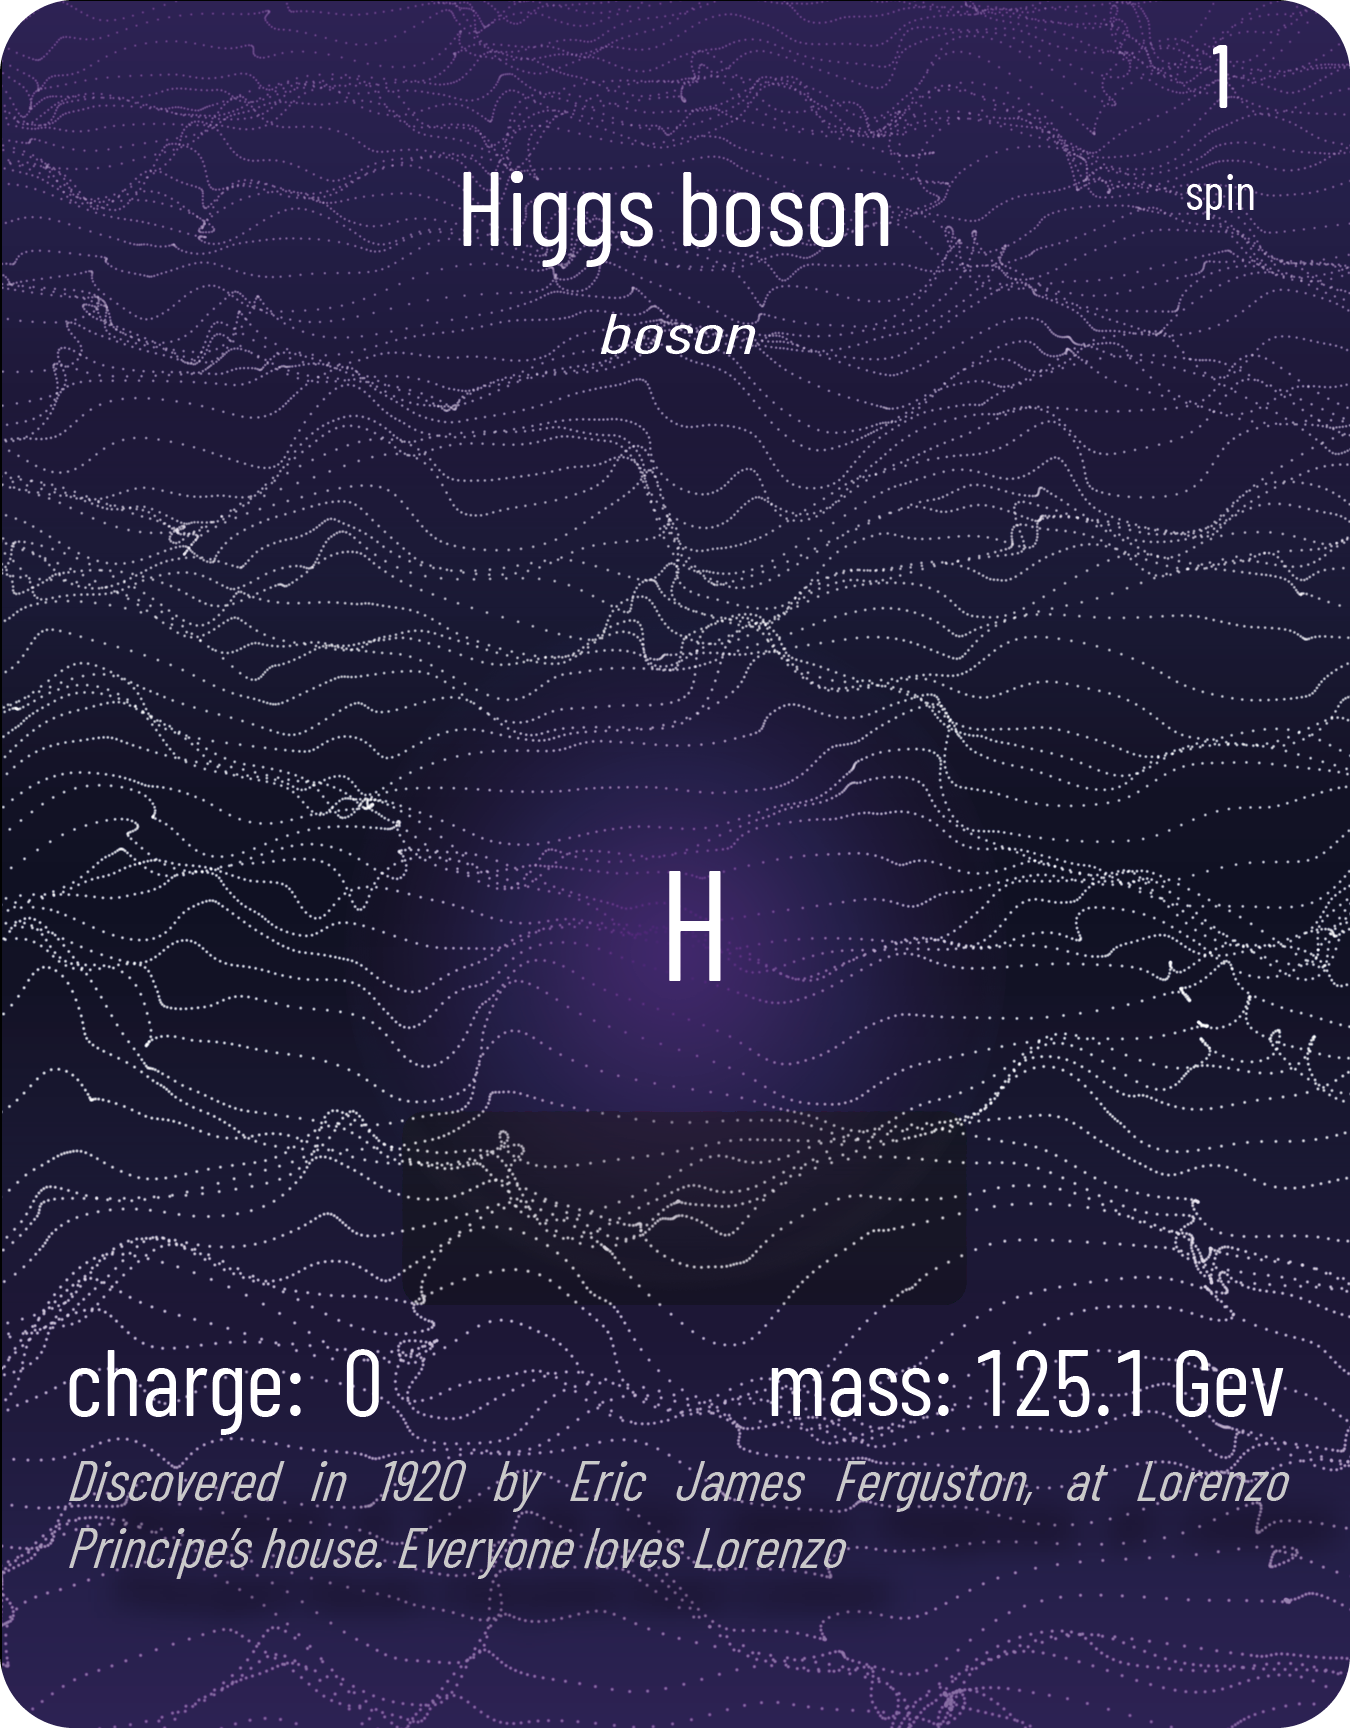 1
spin
Higgs boson
boson
H
charge: 0
mass: 125.1 Gev
Discovered in 1920 by Eric James Ferguston, at Lorenzo
Principe's house. Everyone loves Lorenzo